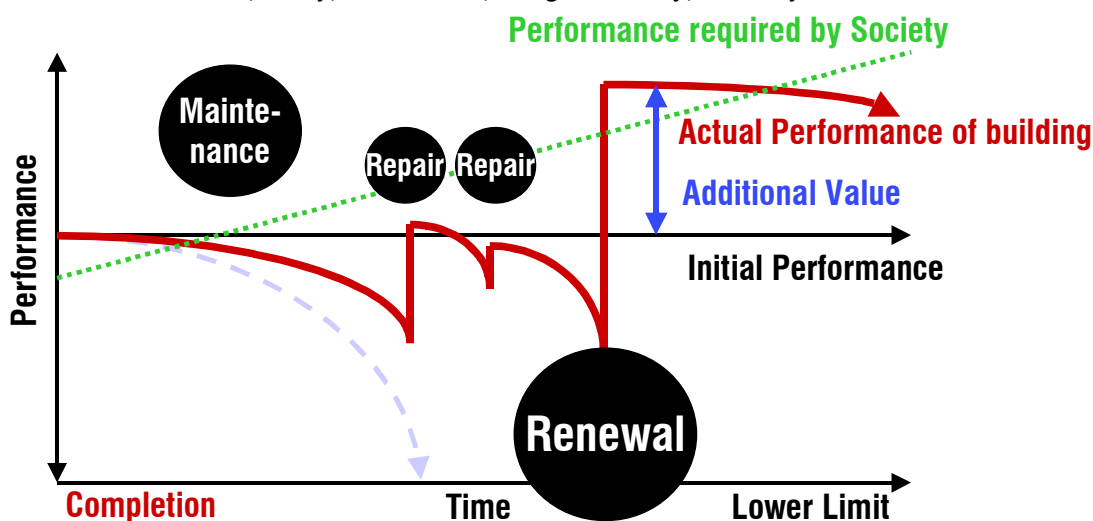 Performance required by Society
Mainte-
nance
Repair
Repair
Actual Performance of building
Additional Value
Performance
Initial Performance
Renewal
Completion
Time
Lower Limit